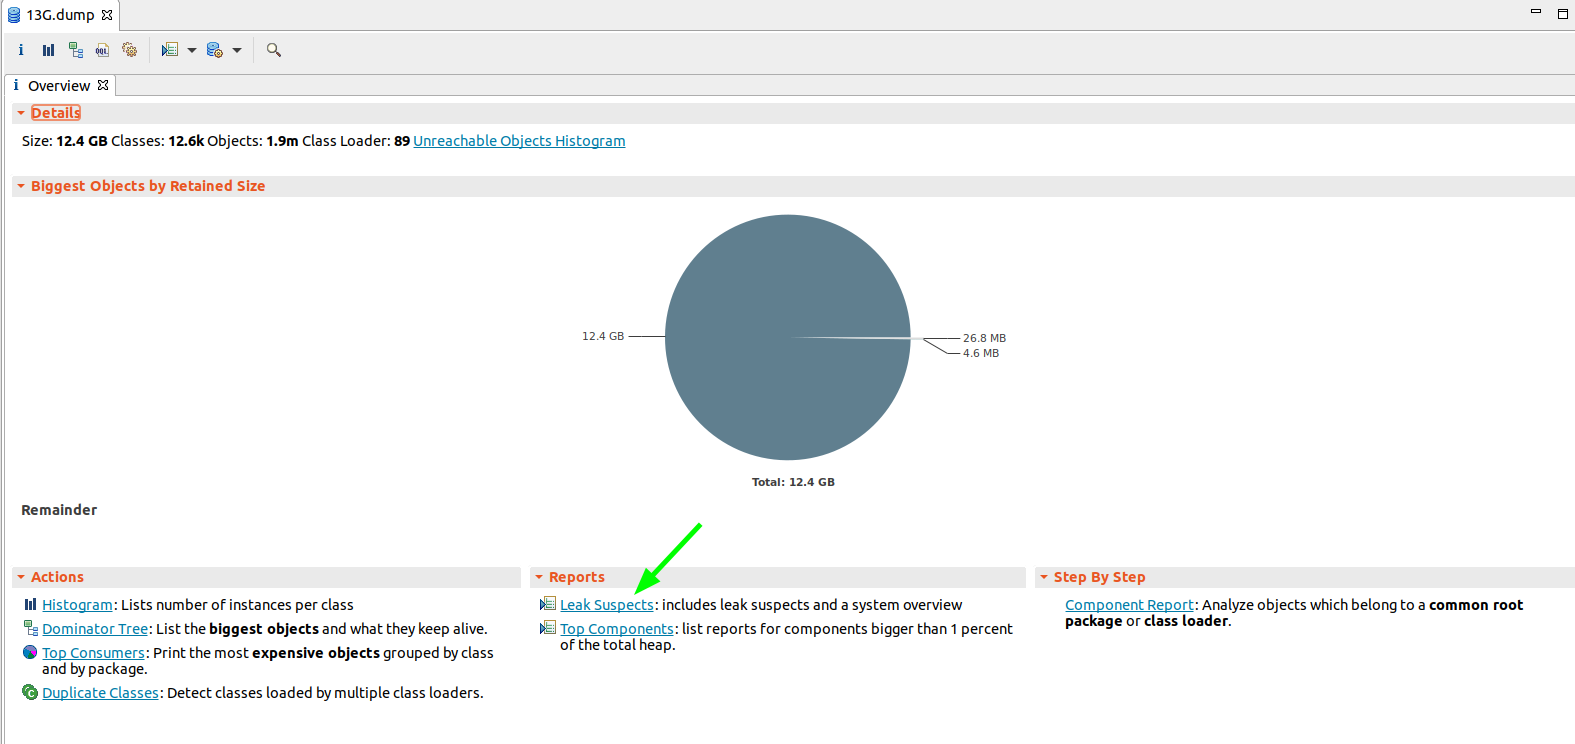 13G.dump
i
OQL
i Overview
Details
Size: 12.4 GB Classes: 12.6k Objects: 1.9m Class Loader: 89 Unreachable Objects Histogram
Biggest Objects by Retained Size
12.4 GB
26.8 MB
4.6 MB
Total: 12.4 GB
Remainder
Actions
Histogram: Lists number of instances per class
Dominator Tree: List the biggest objects and what they keep alive.
Top Consumers: Print the most expensive objects grouped by class
and by package.
Duplicate Classes: Detect classes loaded by multiple class loaders.
Reports
Leak Suspects: includes leak suspects and a system overview
Top Components: list reports for components bigger than 1 percent
of the total heap.
Step By Step
Component Report: Analyze objects which belong to a common root
package or class loader.